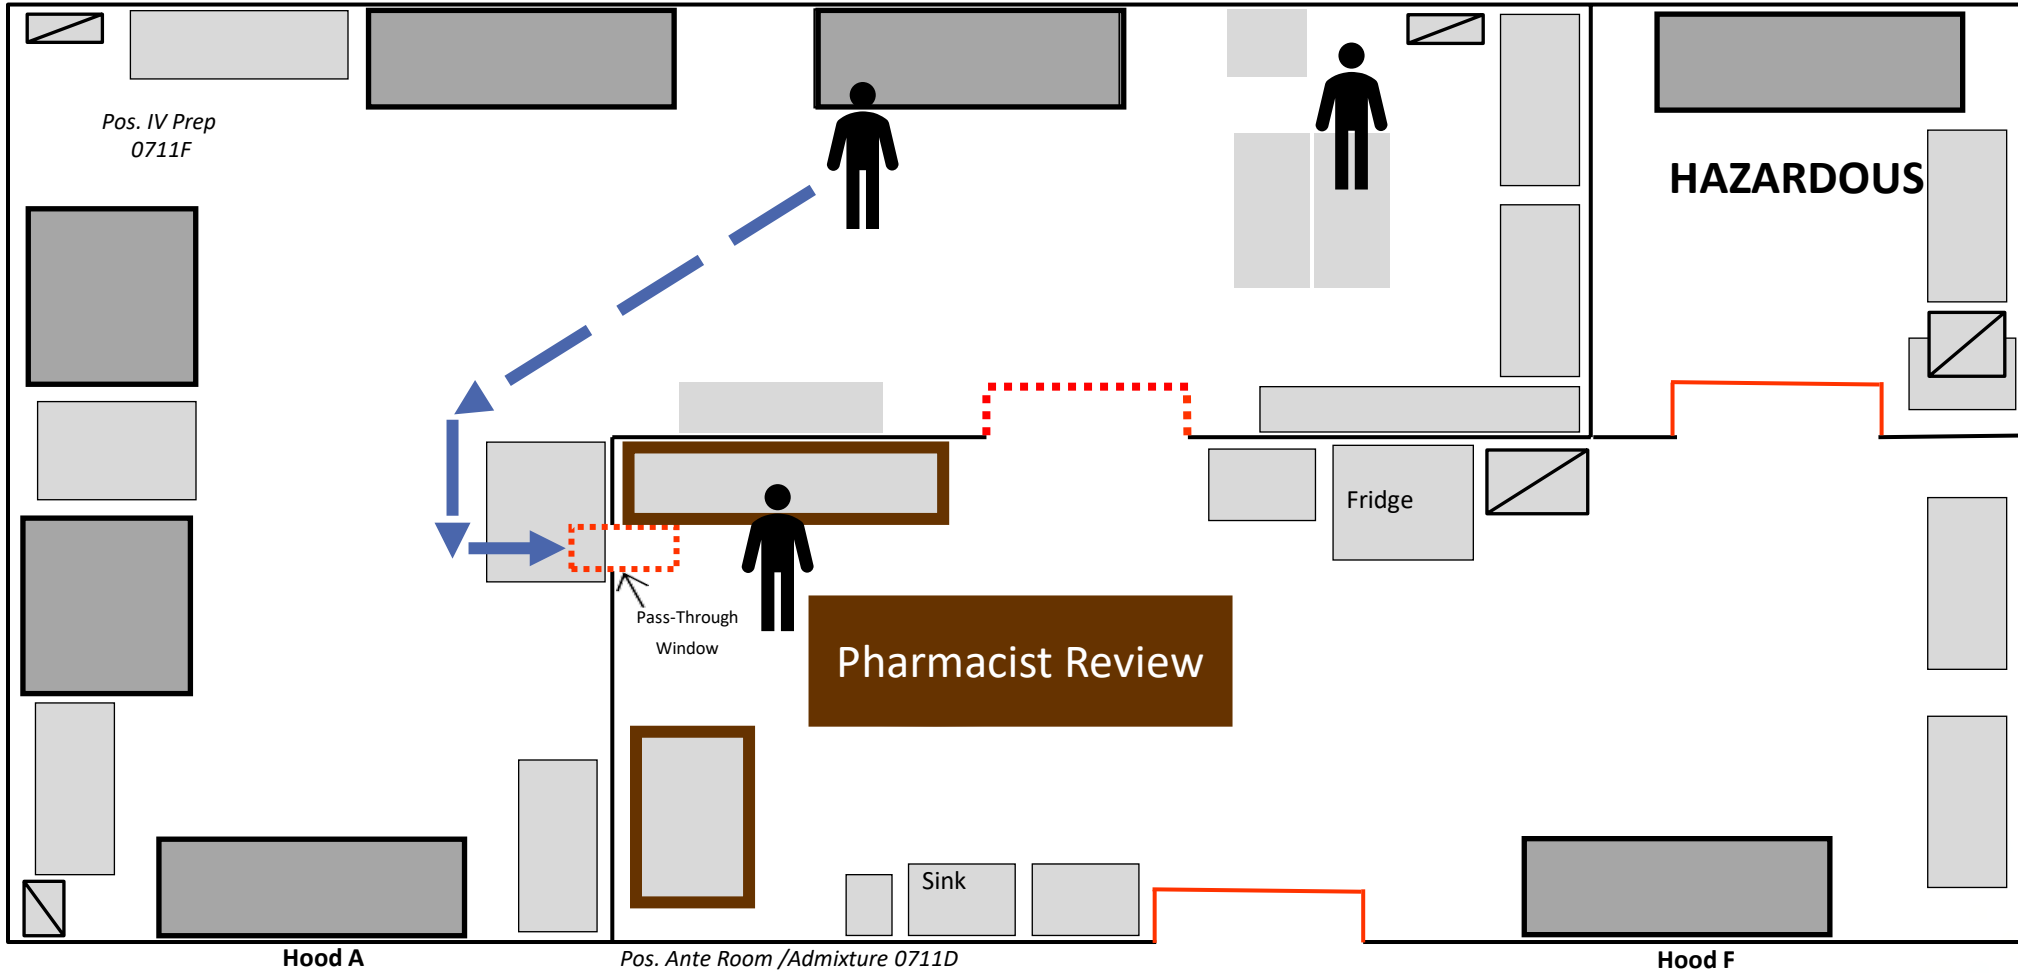 Pos. IV Prep
0711F
HAZARDOUS
Fridge
Pass-Through
Window
Pharmacist Review
Sink
Hood A
Pos. Ante Room /Admixture 0711D
Hood F